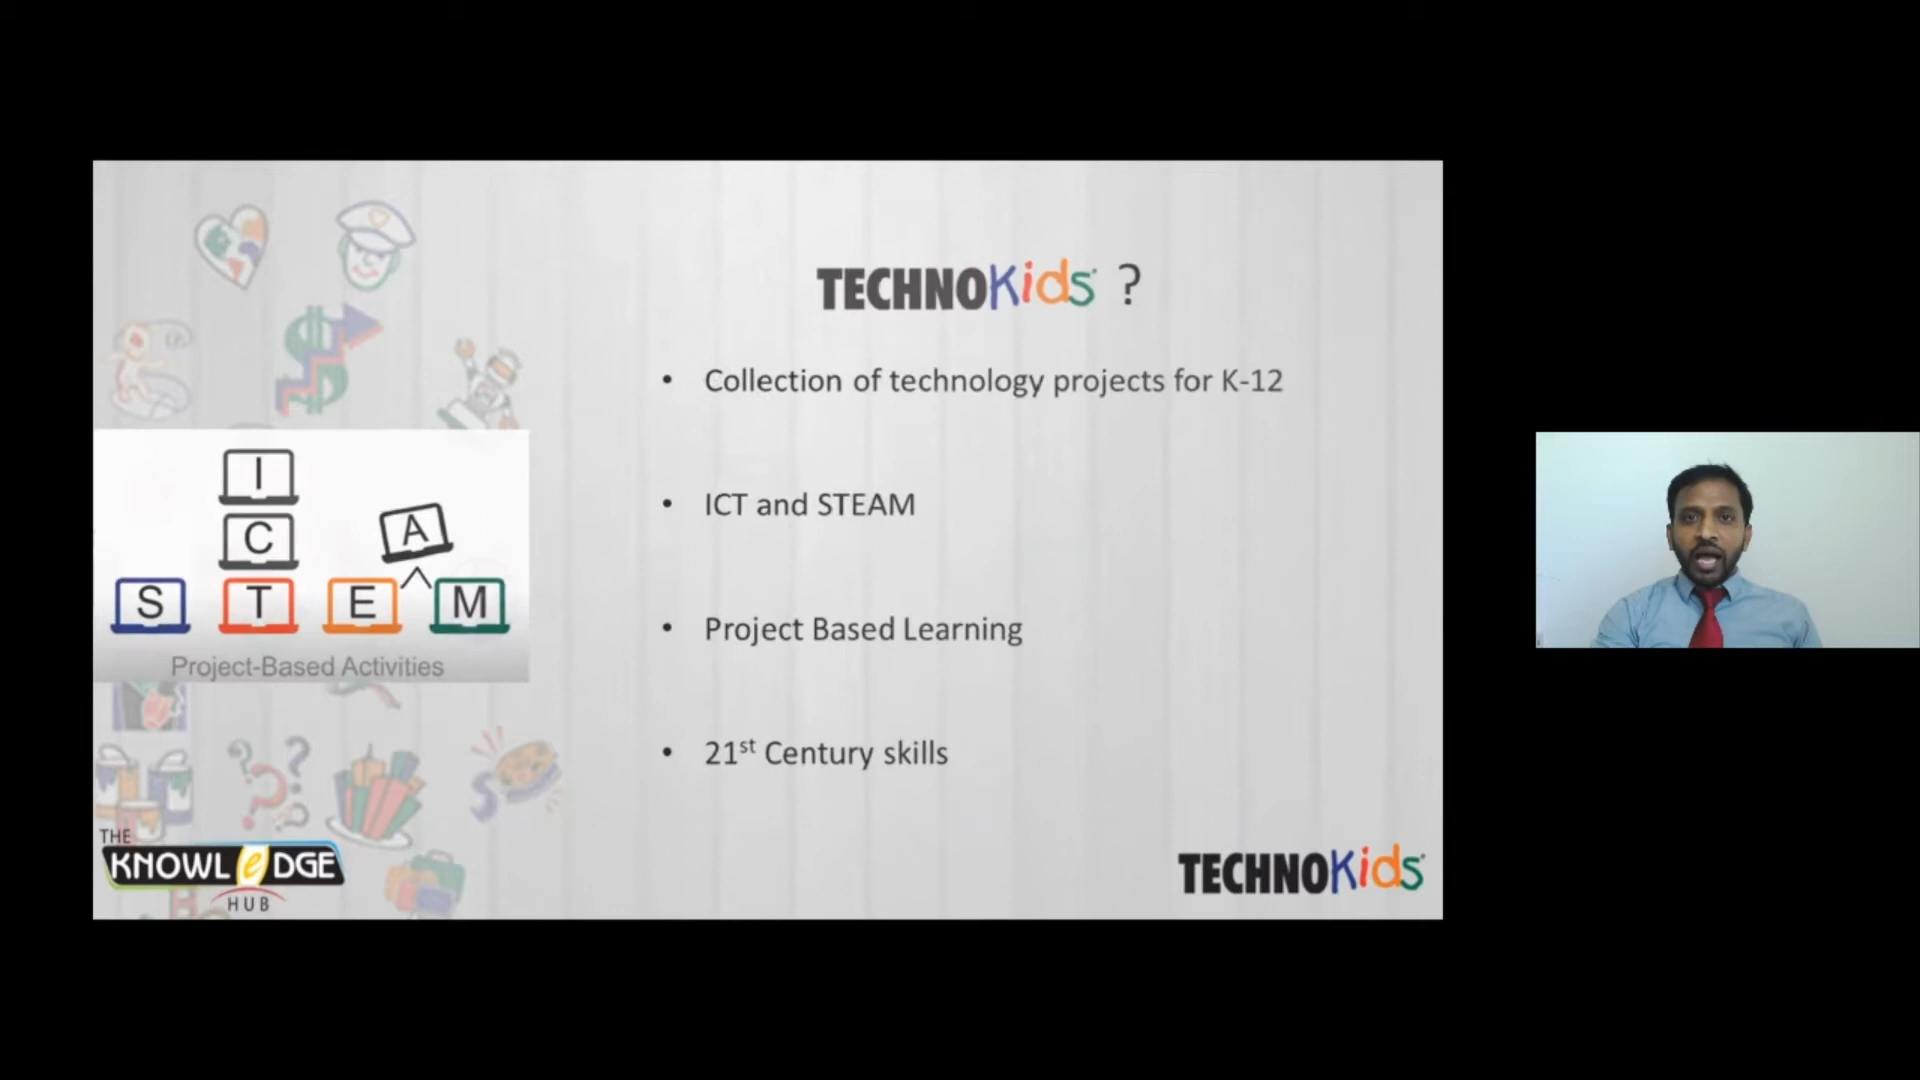 TECHNOKids ?
• Collection of technology projects for K-12
• ICT and STEAM
• Project Based Learning
• 21st Century skills
I
C
A
S T E M
Project-Based Activities
THE
KNOWLeDGE
HUB
TECHNOKids